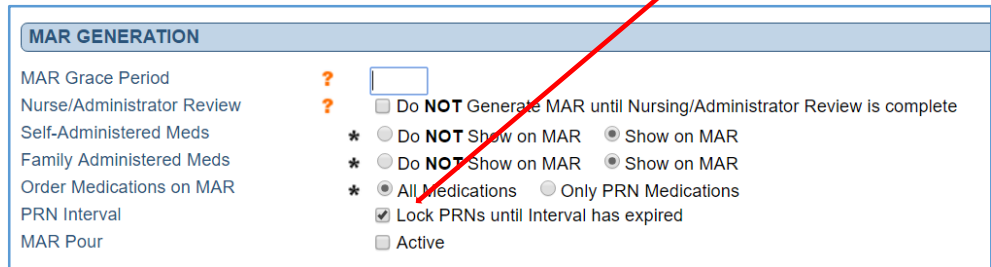 MAR GENERATION
MAR Grace Period ?
Nurse/Administrator Review ? Do NOT Generate MAR until Nursing/Administrator Review is complete
Self-Administered Meds * Do NOT Show on MAR Show on MAR
Family Administered Meds * Do NOT Show on MAR Show on MAR
Order Medications on MAR * All Medications Only PRN Medications
PRN Interval Lock PRNs until Interval has expired
MAR Pour Active